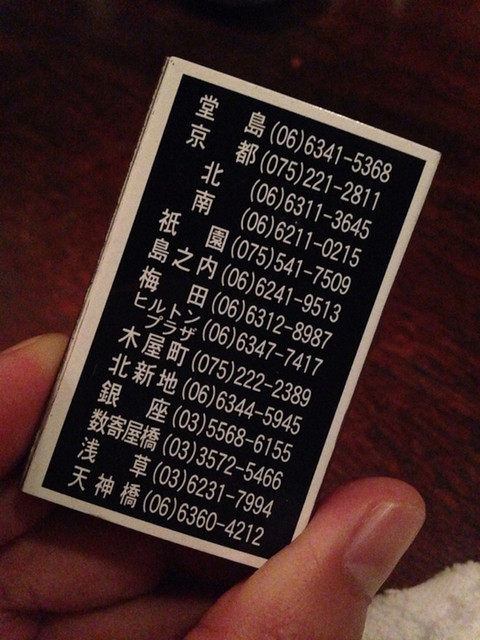 堂島 (06)6341-5368
京都 (075)221-2811
北 (06)6311-3645
南 (06)6211-0215
祇園 (075)541-7509
島之内 (06)6241-9513
梅田 (06)6312-8987
ヒルトンプラザ (06)6347-7417
木屋町 (075)222-2389
北新地 (06)6344-5945
銀座 (03)5568-6155
数寄屋橋 (03)3572-5466
浅草 (03)6231-7994
天神橋 (06)6360-4212